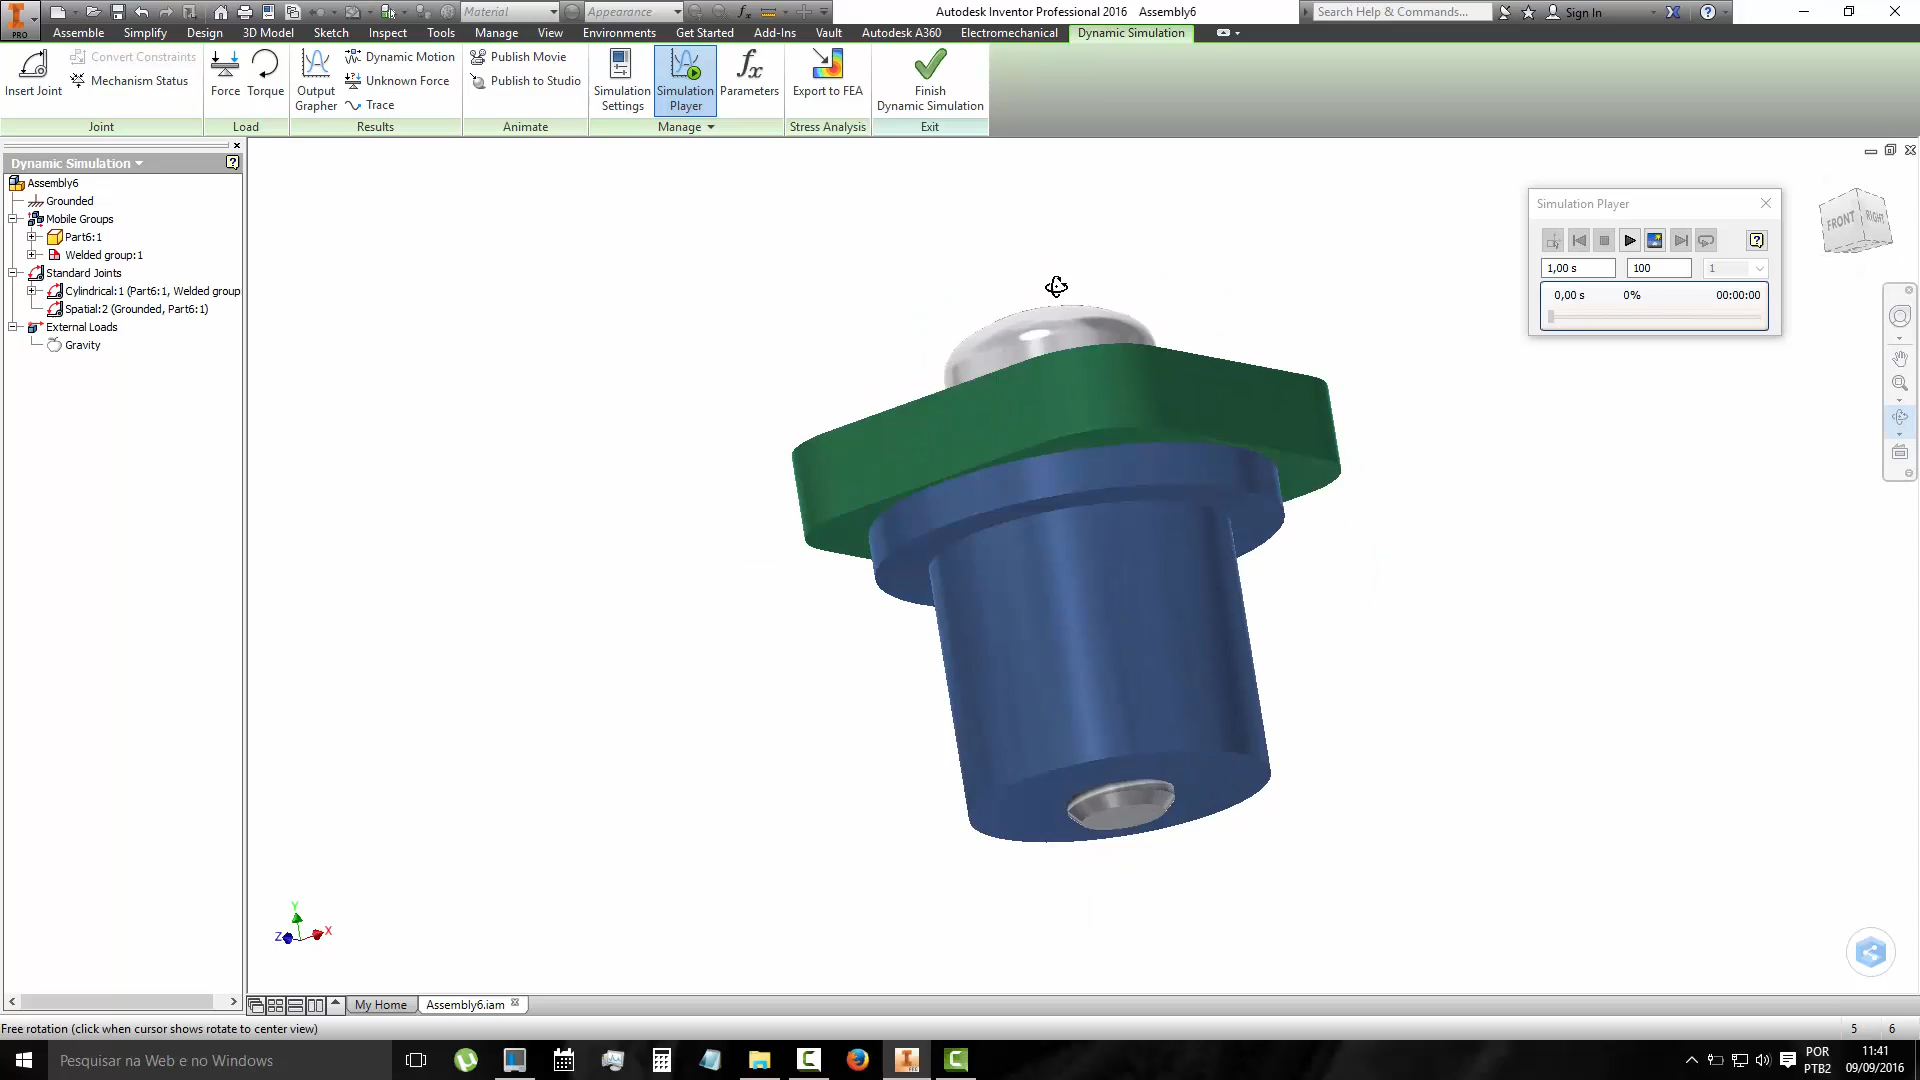 Material
Appearance
Autodesk Inventor Professional 2016 Assembly6
Search Help & Commands...
Sign In
PRO
Assemble Simplify Design 3D Model Sketch Inspect Tools Manage View Environments Get Started Add-Ins Vault Autodesk A360 Electromechanical Dynamic Simulation
Insert Joint
Convert Constraints
Mechanism Status
Joint
Force
Torque
Load
Output Grapher
Dynamic Motion
Unknown Force
Trace
Results
Publish Movie
Publish to Studio
Animate
Simulation Settings
Simulation Player
fx
Parameters
Manage
Export to FEA
Stress Analysis
Finish
Dynamic Simulation
Exit
Dynamic Simulation
Assembly6
Grounded
Mobile Groups
Part6:1
Welded group:1
Standard Joints
Cylindrical:1 (Part6:1, Welded group
Spatial:2 (Grounded, Part6:1)
External Loads
Gravity
Simulation Player
1,00 s
100
1
0,00 s 0% 00:00:00
FRONT
RIGHT
Y
Z
X
My Home
Assembly6.iam
Free rotation (click when cursor shows rotate to center view)
5 6
Pesquisar na Web e no Windows
POR
PTB2
11:41
09/09/2016